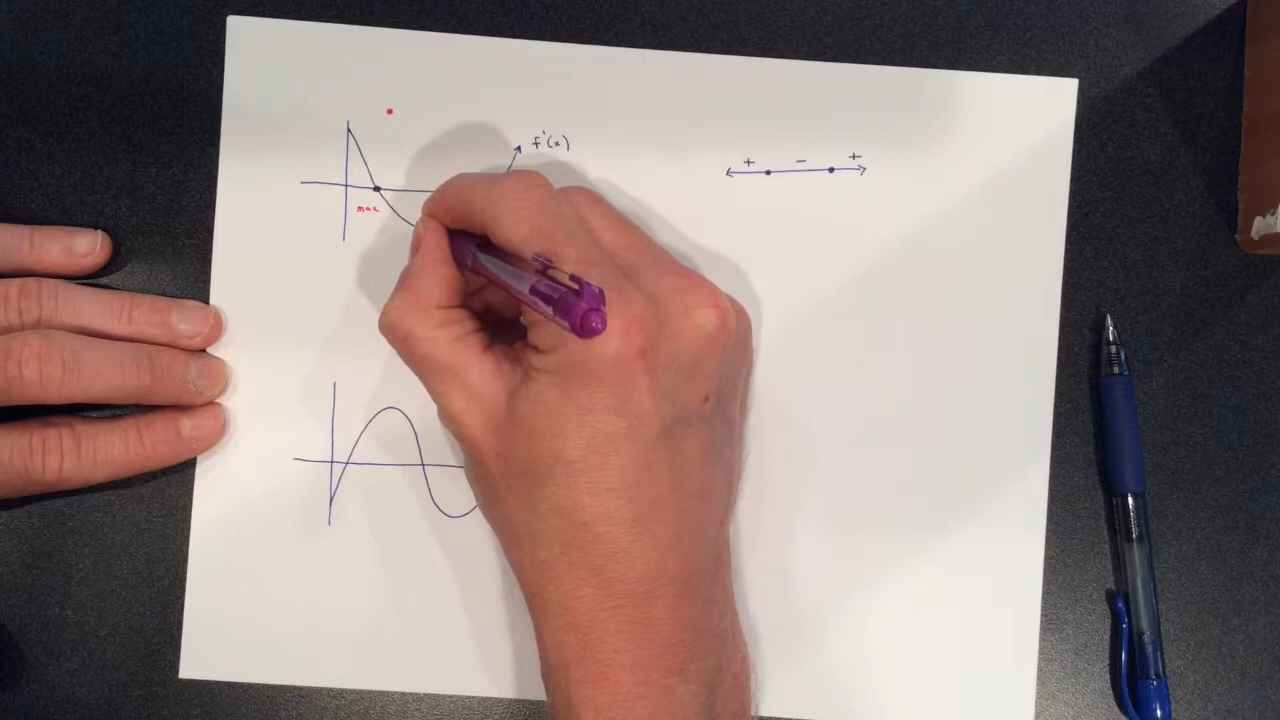 f'(x)
+ - +
max